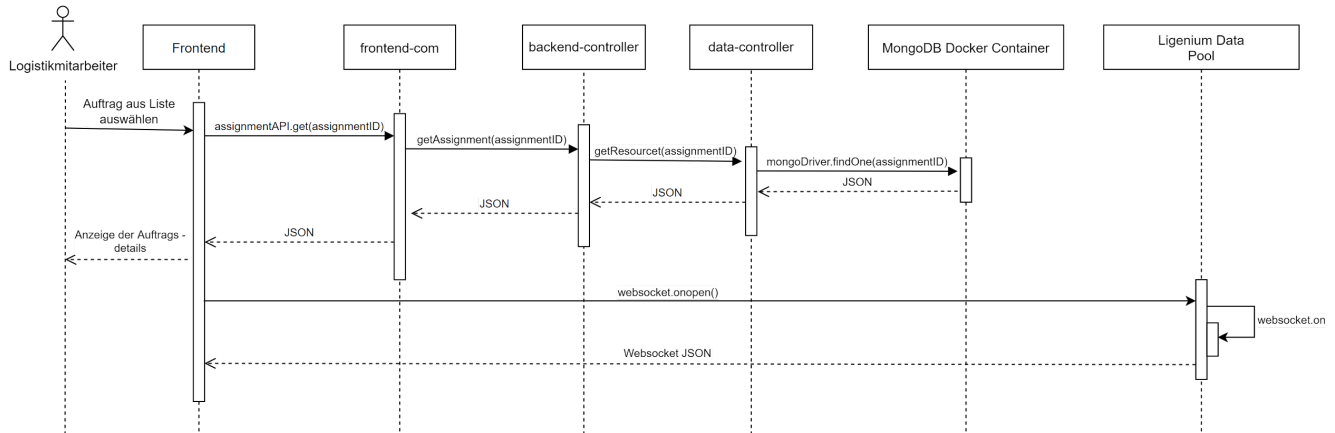 Logistikmitarbeiter
Frontend
frontend-com
backend-controller
data-controller
MongoDB Docker Container
Ligenium Data
Pool
Auftrag aus Liste
auswählen
assignmentAPI.get(assignmentID)
getAssignment(assignmentID)
getResourcet(assignmentID)
mongoDriver.findOne(assignmentID)
JSON
JSON
JSON
JSON
Anzeige der Auftrags -
details
websocket.onopen()
websocket.on
Websocket JSON